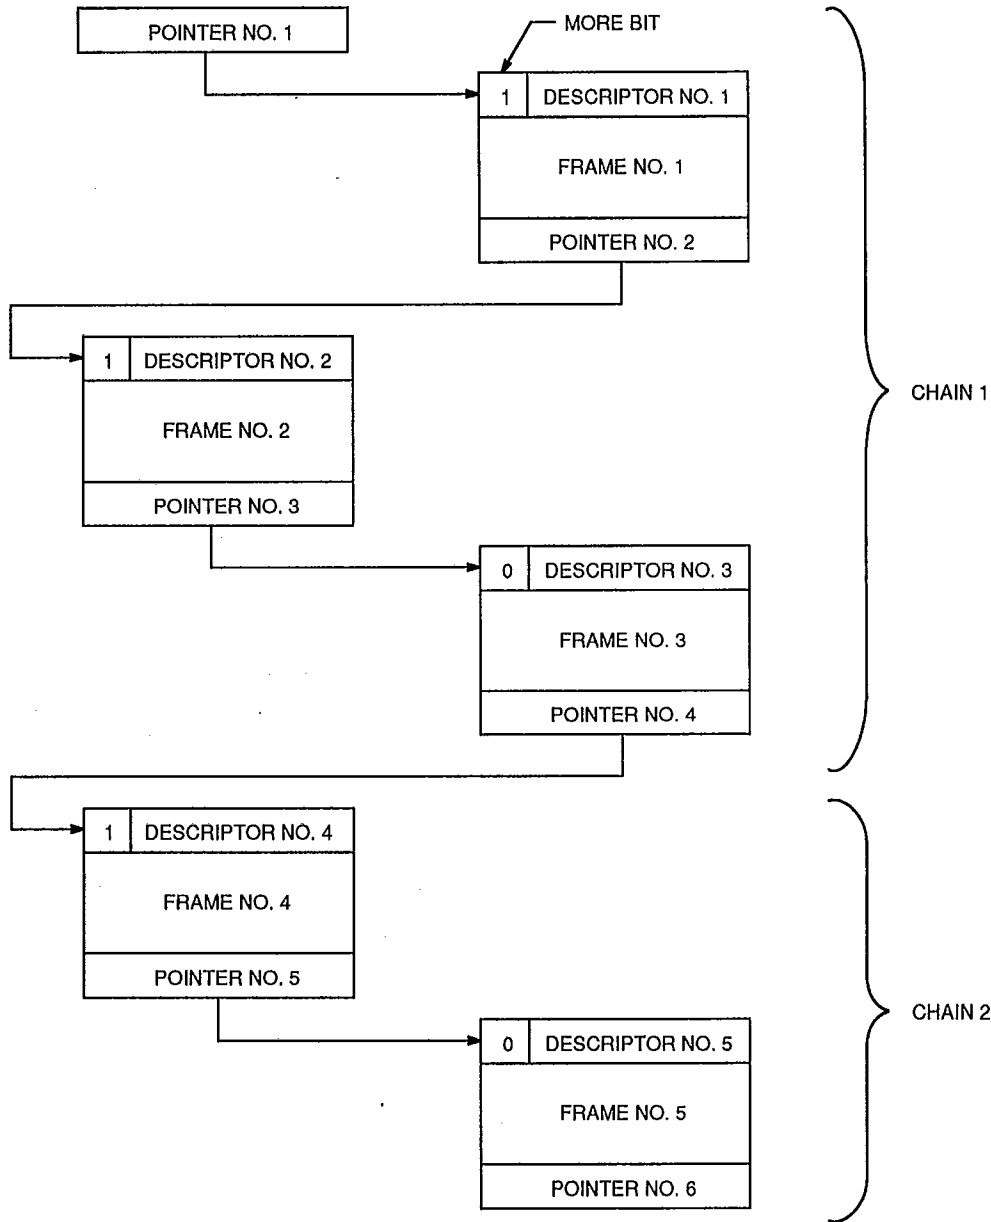 POINTER NO. 1
MORE BIT
1 DESCRIPTOR NO. 1
FRAME NO. 1
POINTER NO. 2
1 DESCRIPTOR NO. 2
FRAME NO. 2
POINTER NO. 3
CHAIN 1
0 DESCRIPTOR NO. 3
FRAME NO. 3
POINTER NO. 4
1 DESCRIPTOR NO. 4
FRAME NO. 4
POINTER NO. 5
CHAIN 2
0 DESCRIPTOR NO. 5
FRAME NO. 5
POINTER NO. 6